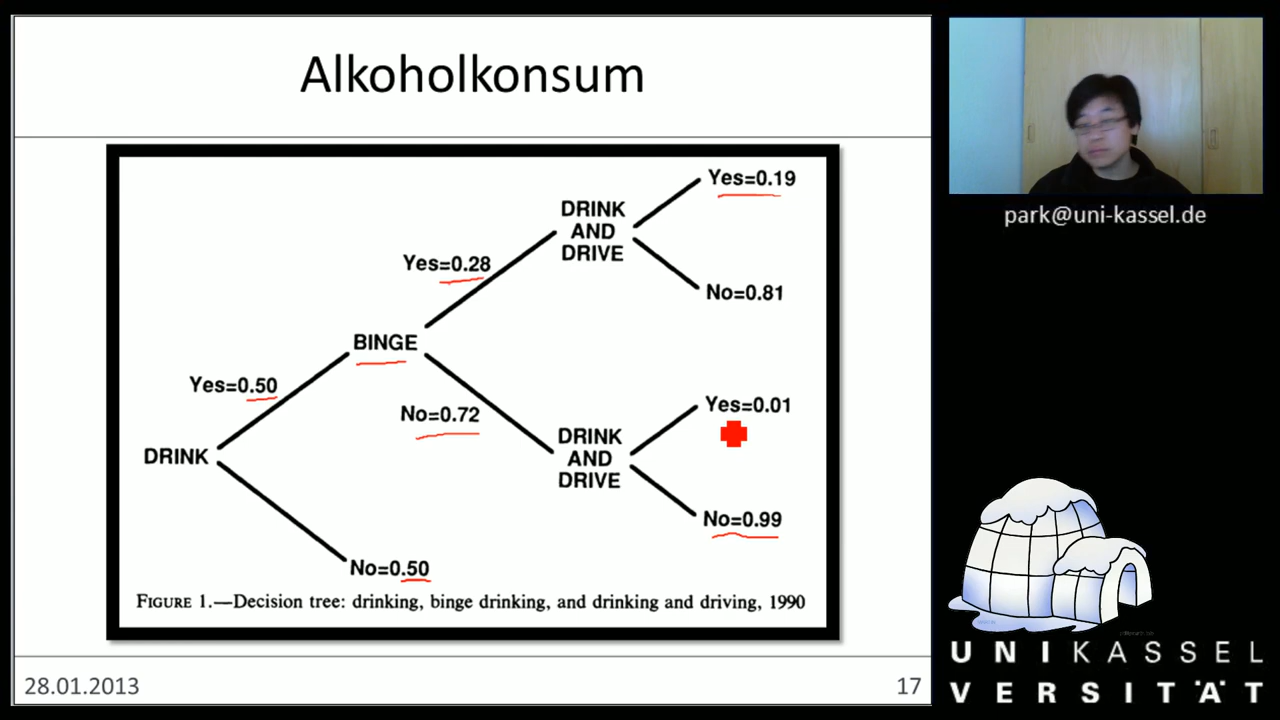 Alkoholkonsum
Yes=0.19
DRINK
AND
DRIVE
Yes=0.28
No=0.81
BINGE
Yes=0.50
No=0.72
Yes=0.01
DRINK
AND
DRIVE
DRINK
No=0.99
No=0.50
FIGURE 1.—Decision tree: drinking, binge drinking, and drinking and driving, 1990
28.01.2013
17
park@uni-kassel.de
UNIKASSEL
VERSITÄT